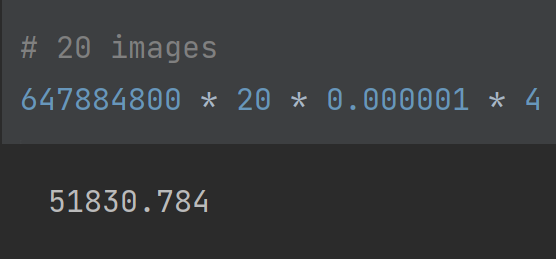 # 20 images
647884800 * 20 * 0.000001 * 4
51830.784